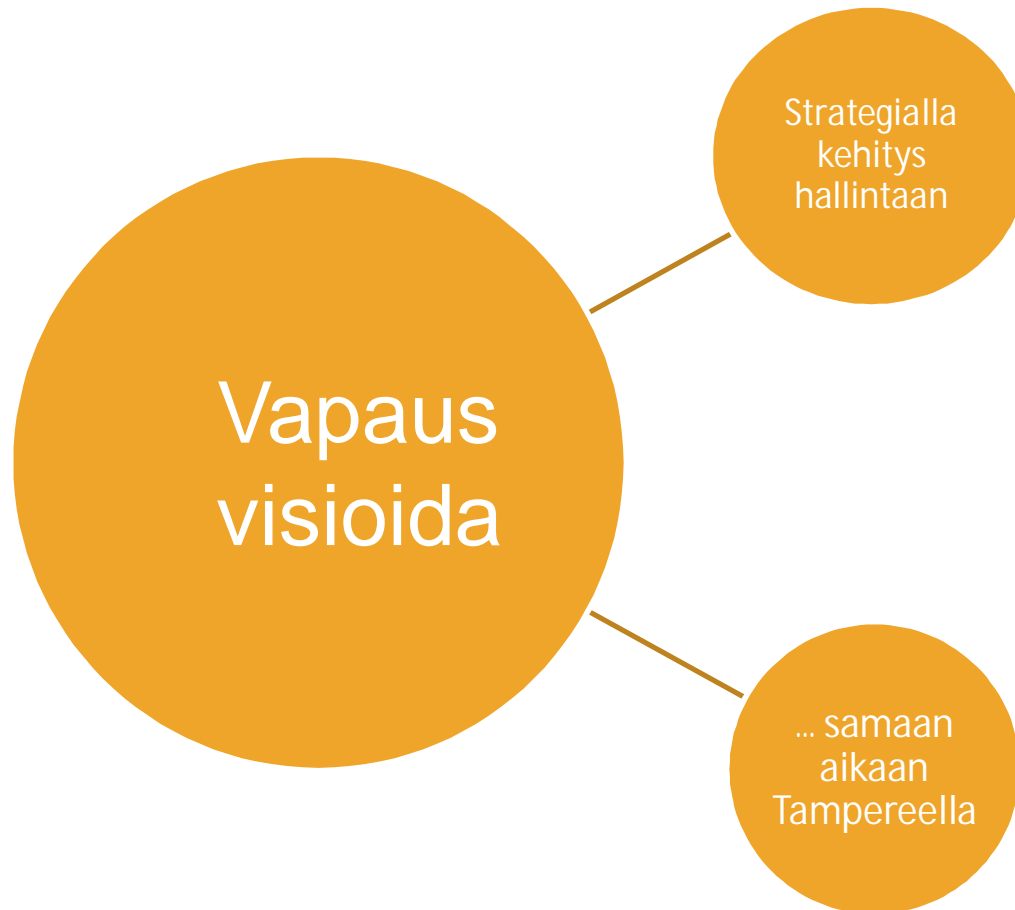 Strategialla
kehitys
hallintaan
Vapaus
visioida
... samaan
aikaan
Tampereella